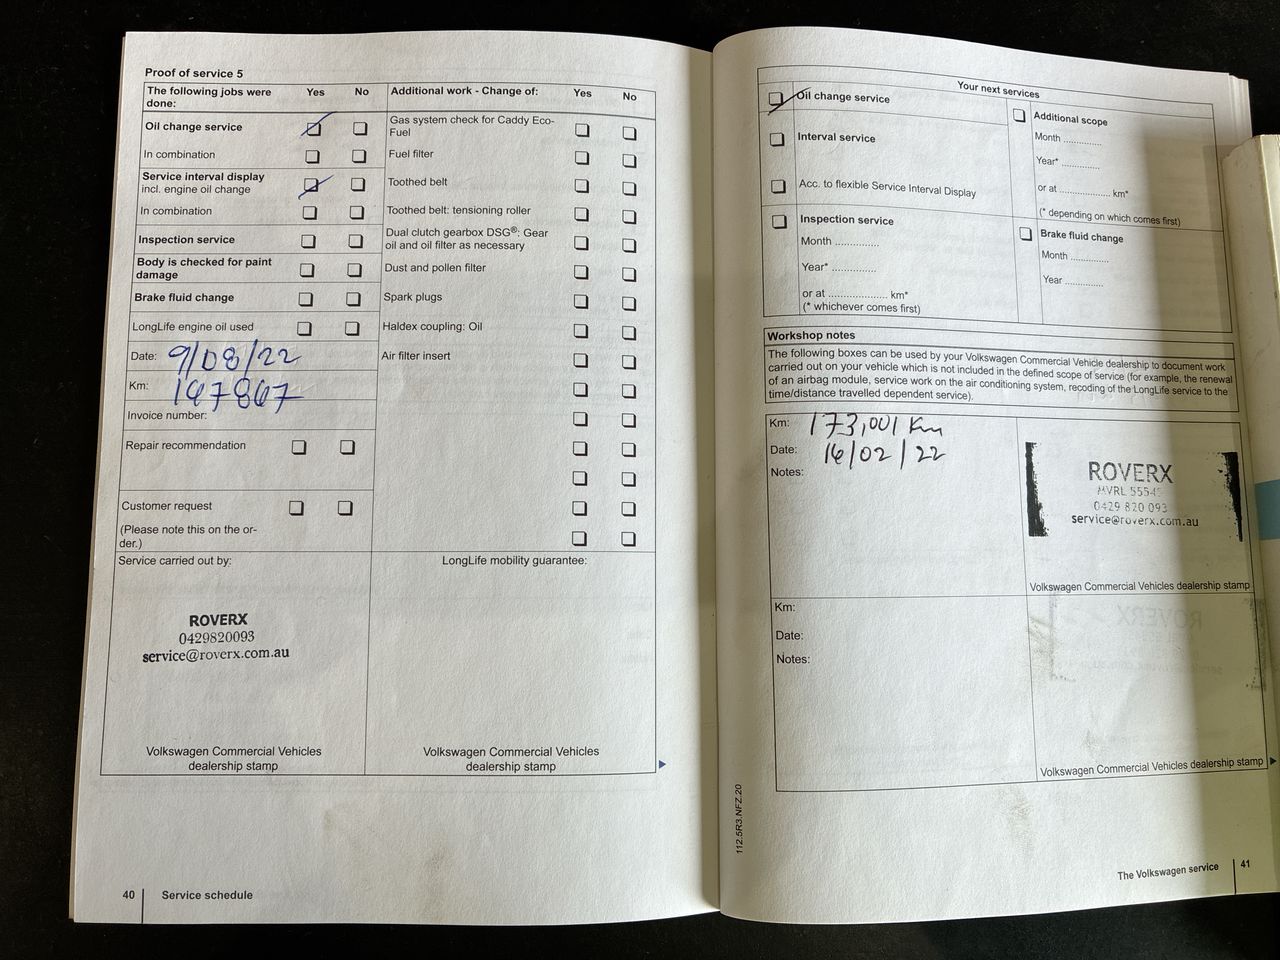 Proof of service 5
The following jobs were done: Yes No
Oil change service
In combination
Service interval display
incl. engine oil change
In combination
Inspection service
Body is checked for paint
damage
Brake fluid change
LongLife engine oil used
Date: 9/08/22
Km: 167867
Invoice number:
Repair recommendation
Customer request
(Please note this on the or-
der.)
Additional work - Change of: Yes No
Gas system check for Caddy Eco-
Fuel
Fuel filter
Toothed belt
Toothed belt: tensioning roller
Dual clutch gearbox DSG®: Gear
oil and oil filter as necessary
Dust and pollen filter
Spark plugs
Haldex coupling: Oil
Air filter insert
Service carried out by:
ROVERX
0429820093
service@roverx.com.au
Volkswagen Commercial Vehicles
dealership stamp
LongLife mobility guarantee:
Volkswagen Commercial Vehicles
dealership stamp
40 Service schedule
Your next services
Oil change service
Interval service
Acc. to flexible Service Interval Display
Inspection service
Month ..............
Year* ..............
or at .................... km*
(* whichever comes first)
Additional scope
Month .............
Year* .............
or at .................. km*
(* depending on which comes first)
Brake fluid change
Month .............
Year .............
Workshop notes
The following boxes can be used by your Volkswagen Commercial Vehicle dealership to document work
carried out on your vehicle which is not included in the defined scope of service (for example, the renewal
of an airbag module, service work on the air conditioning system, recoding of the LongLife service to the
time/distance travelled dependent service).
Km: 173,001 Km
Date: 16/02/22
Notes:
ROVERX
MVRL
0429 820 093
service@roverx.com.au
Volkswagen Commercial Vehicles dealership stamp
Km:
Date:
Notes:
Volkswagen Commercial Vehicles dealership stamp
112.5R3.NFZ.20
The Volkswagen service 41